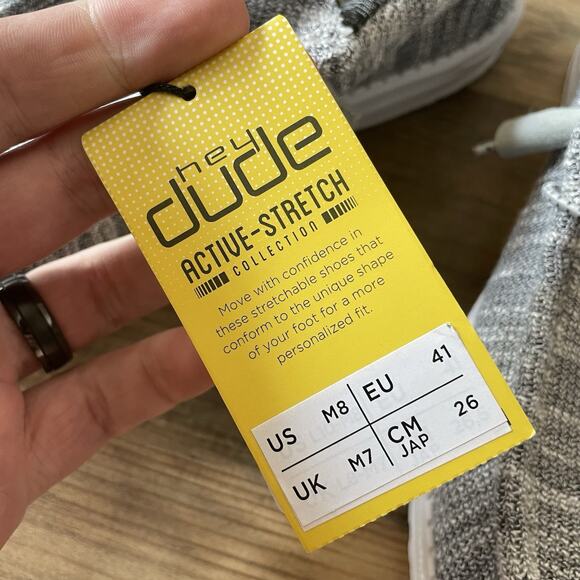 hey
dude
ACTIVE-STRETCH
COLLECTION
Move with confidence in
these stretchable shoes that
conform to the unique shape
of your foot for a more
personalized fit.
US M8 EU 41
UK M7 CM JAP 26